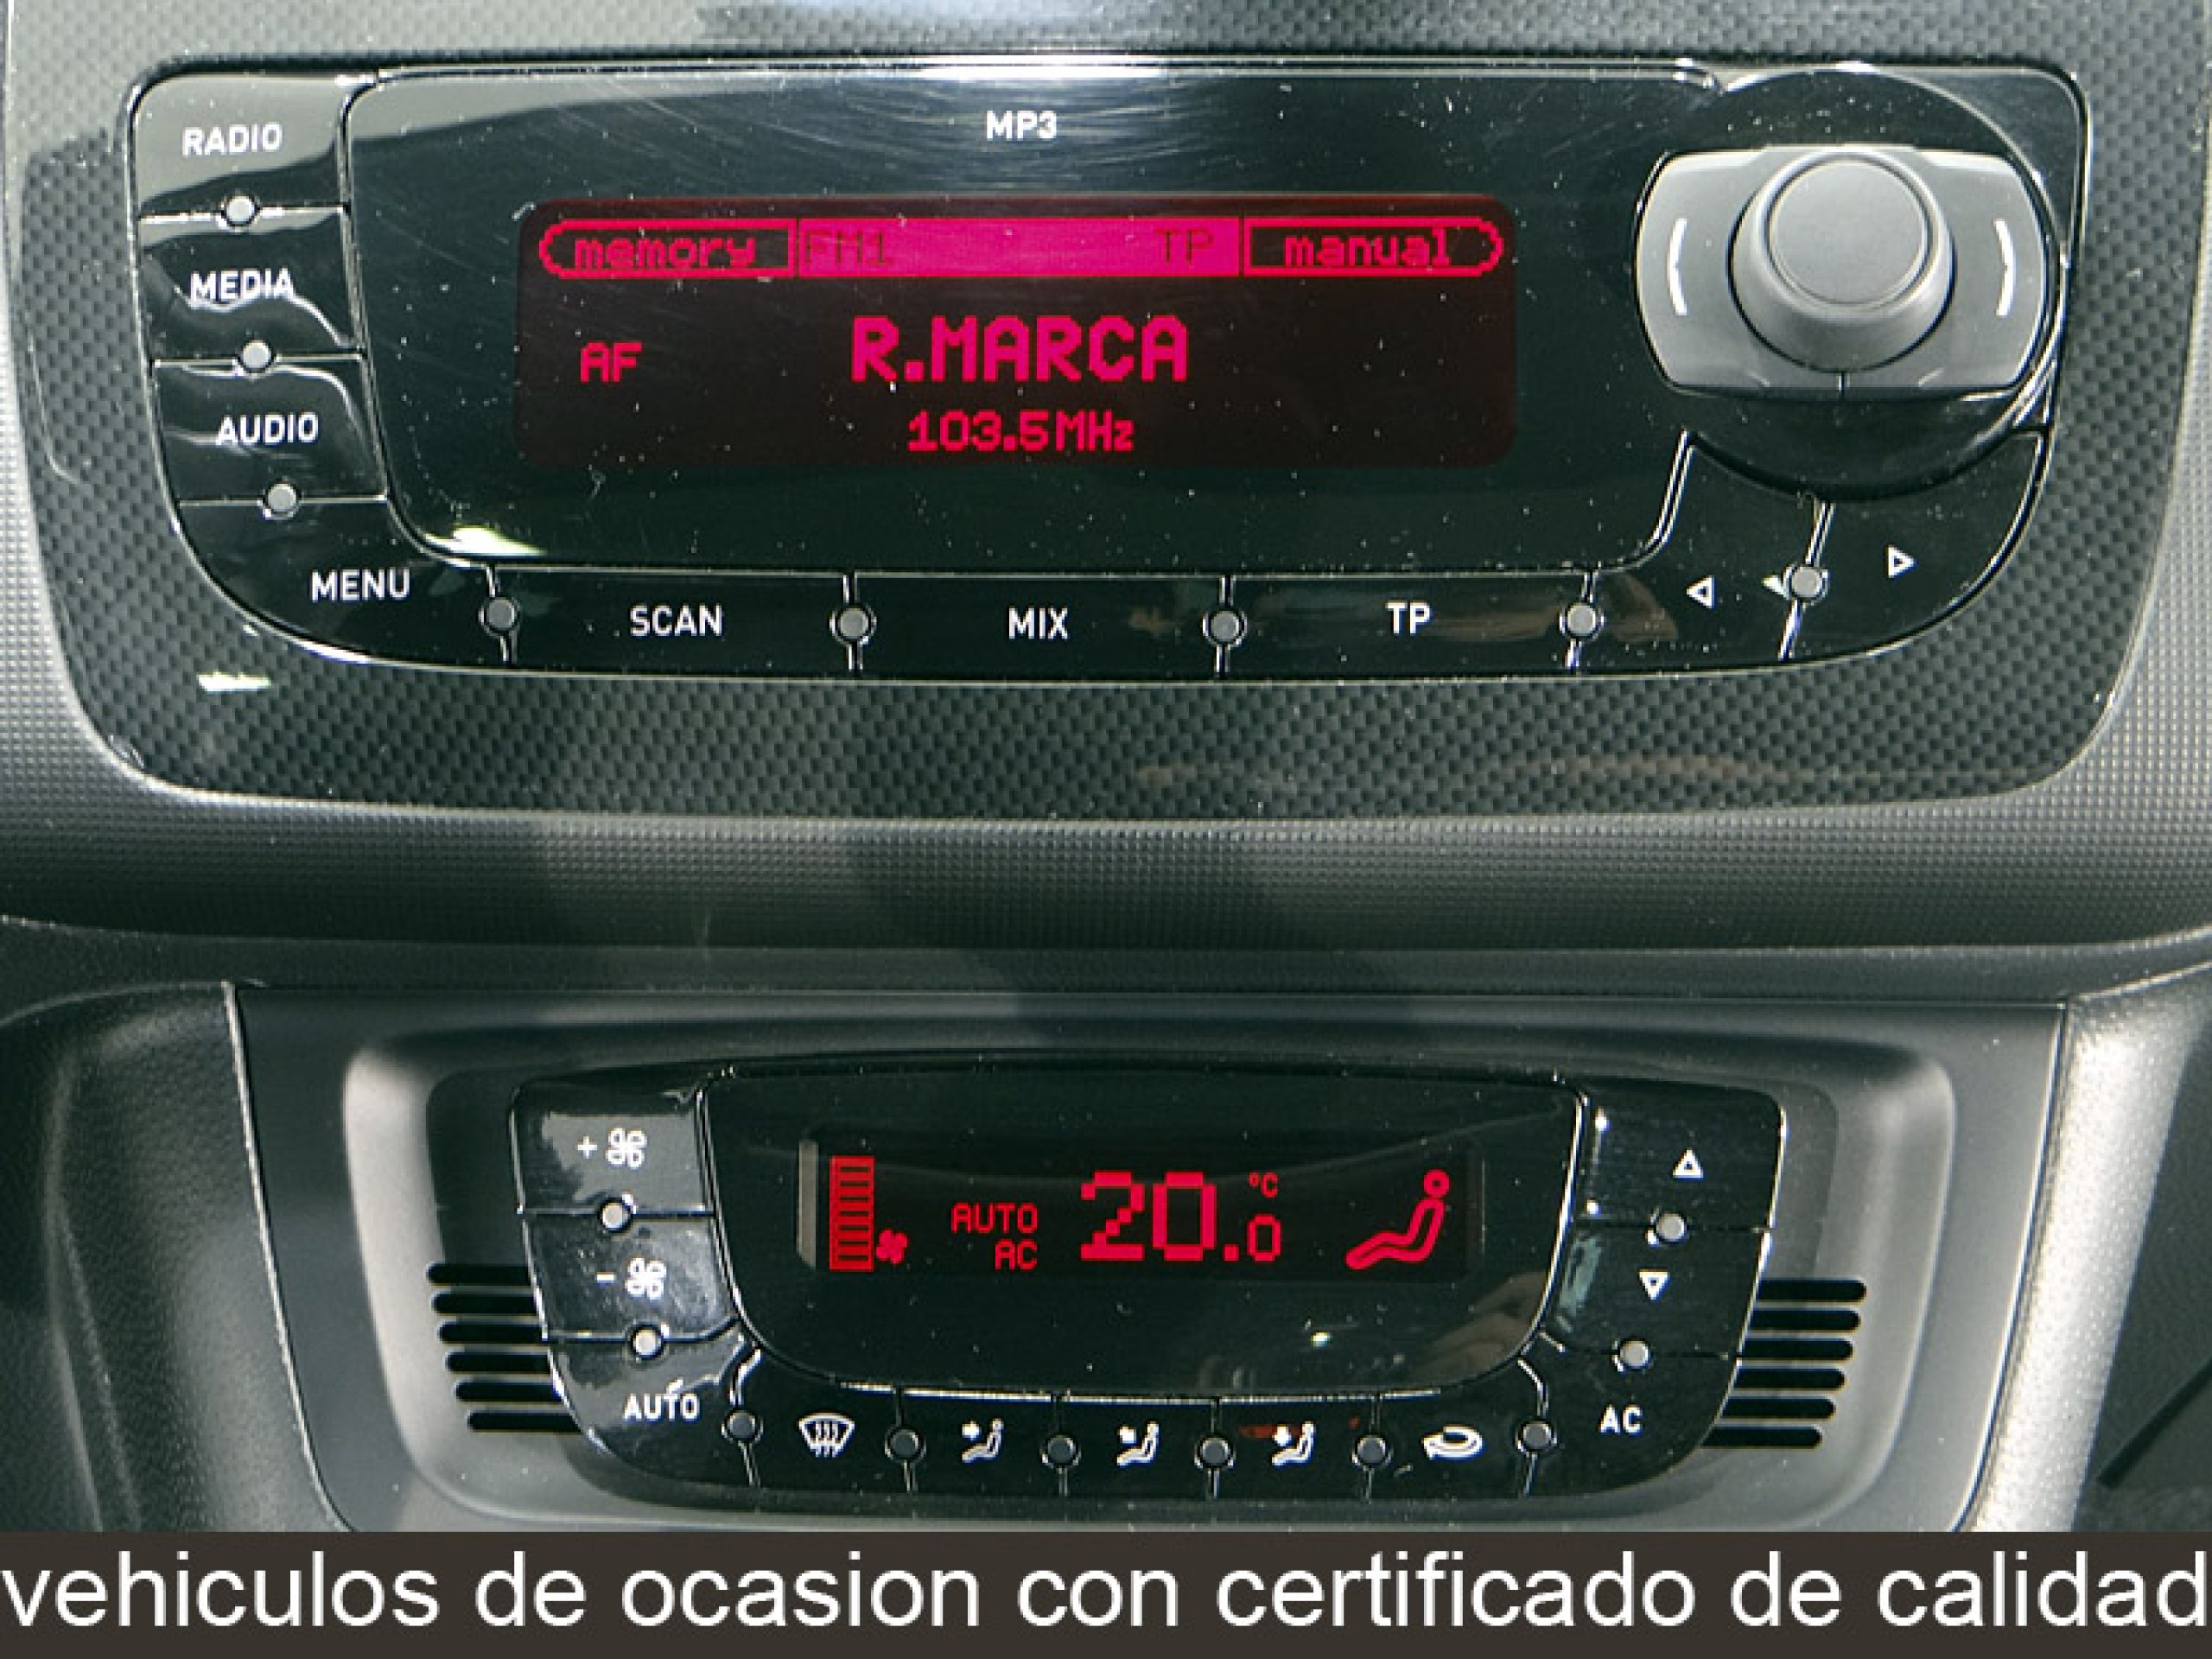 MP3
RADIO
memory FM1 TP manual
MEDIA
AF R.MARCA
103.5MHz
AUDIO
MENU SCAN MIX TP
+
AUTO 20.0 °C
AC
-
AUTO AC
vehiculos de ocasion con certificado de calidad